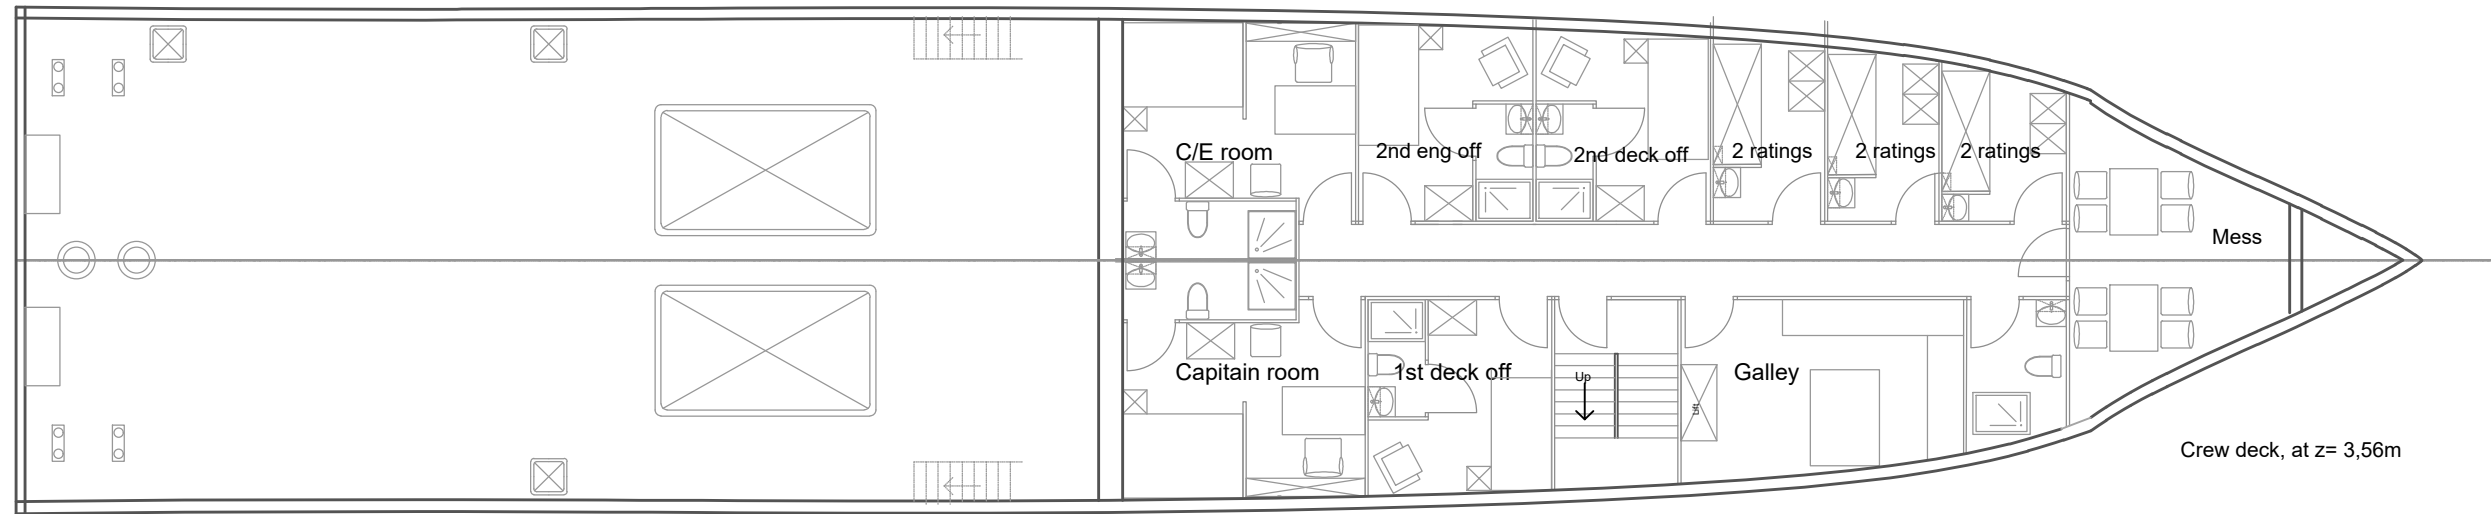 C/E room
2nd eng off
2nd deck off
2 ratings
2 ratings
2 ratings
Mess
Capitain room
1st deck off
Up
Lift
Galley
Crew deck, at z= 3,56m